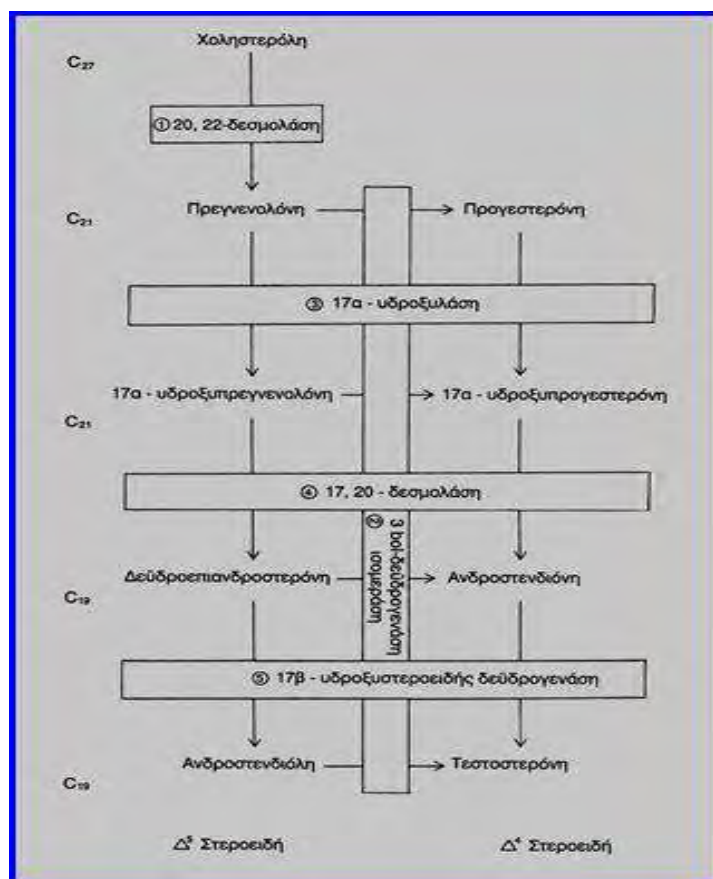 Χοληστερόλη
C₂₇
① 20, 22-δεσμολάση
Πρεγνενολόνη
Προγεστερόνη
C₂₁
③ 17α - υδροξυλάση
17α - υδροξυπρεγνενολόνη
17α - υδροξυπρογεστερόνη
C₂₁
④ 17, 20 - δεσμολάση
3 bol-δεϋδρογενάση
② ισομεράση
Δεϋδροεπιανδροστερόνη
Ανδροστενδιόνη
C₁₉
⑤ 17β - υδροξυστεροειδής δεϋδρογενάση
Ανδροστενδιόλη
Τεστοστερόνη
C₁₉
Δ⁵ Στεροειδή
Δ⁴ Στεροειδή